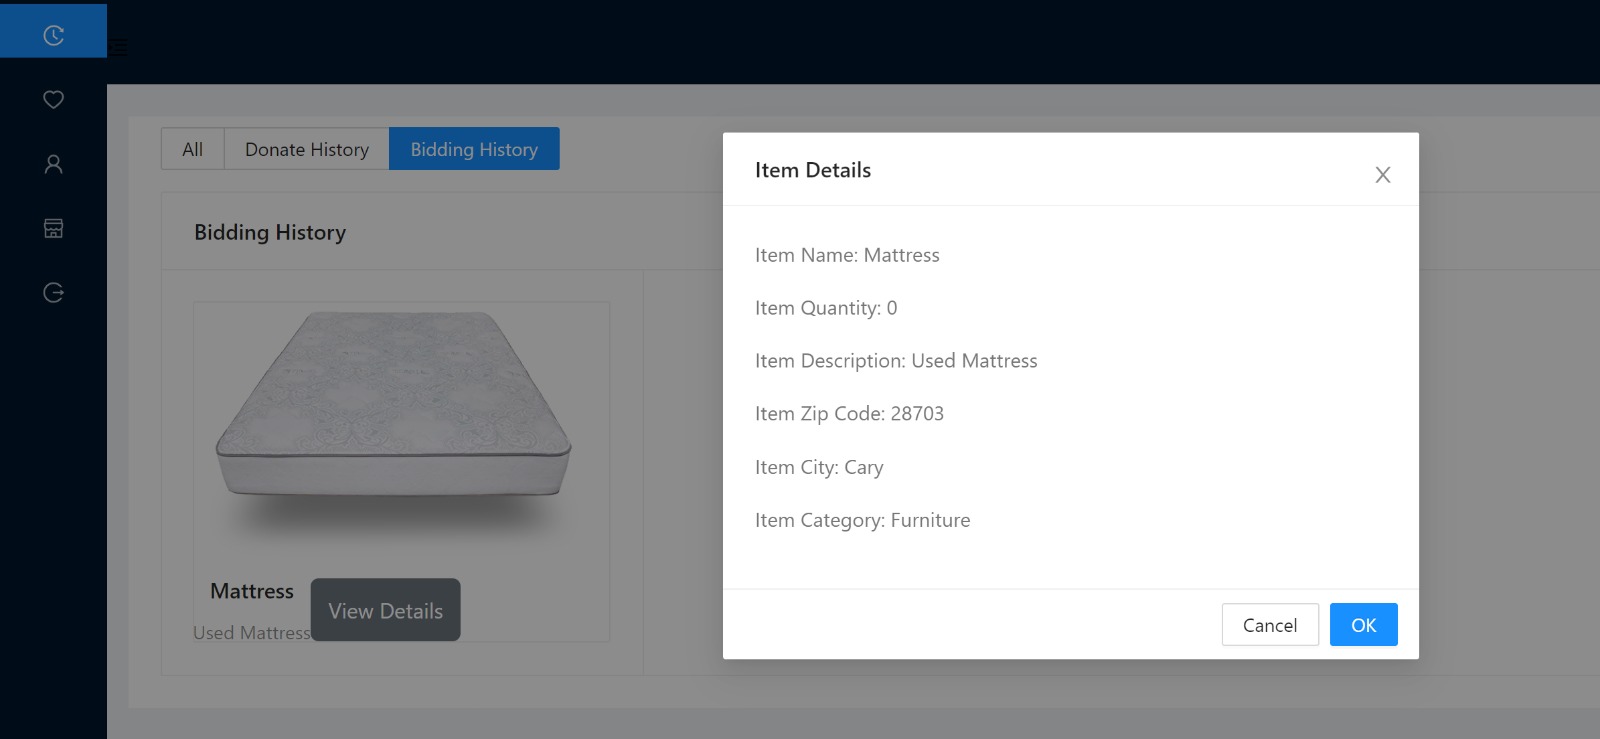 All
Donate History
Bidding History
Bidding History
Mattress
View Details
Used Mattress
Item Details
Item Name: Mattress
Item Quantity: 0
Item Description: Used Mattress
Item Zip Code: 28703
Item City: Cary
Item Category: Furniture
Cancel
OK